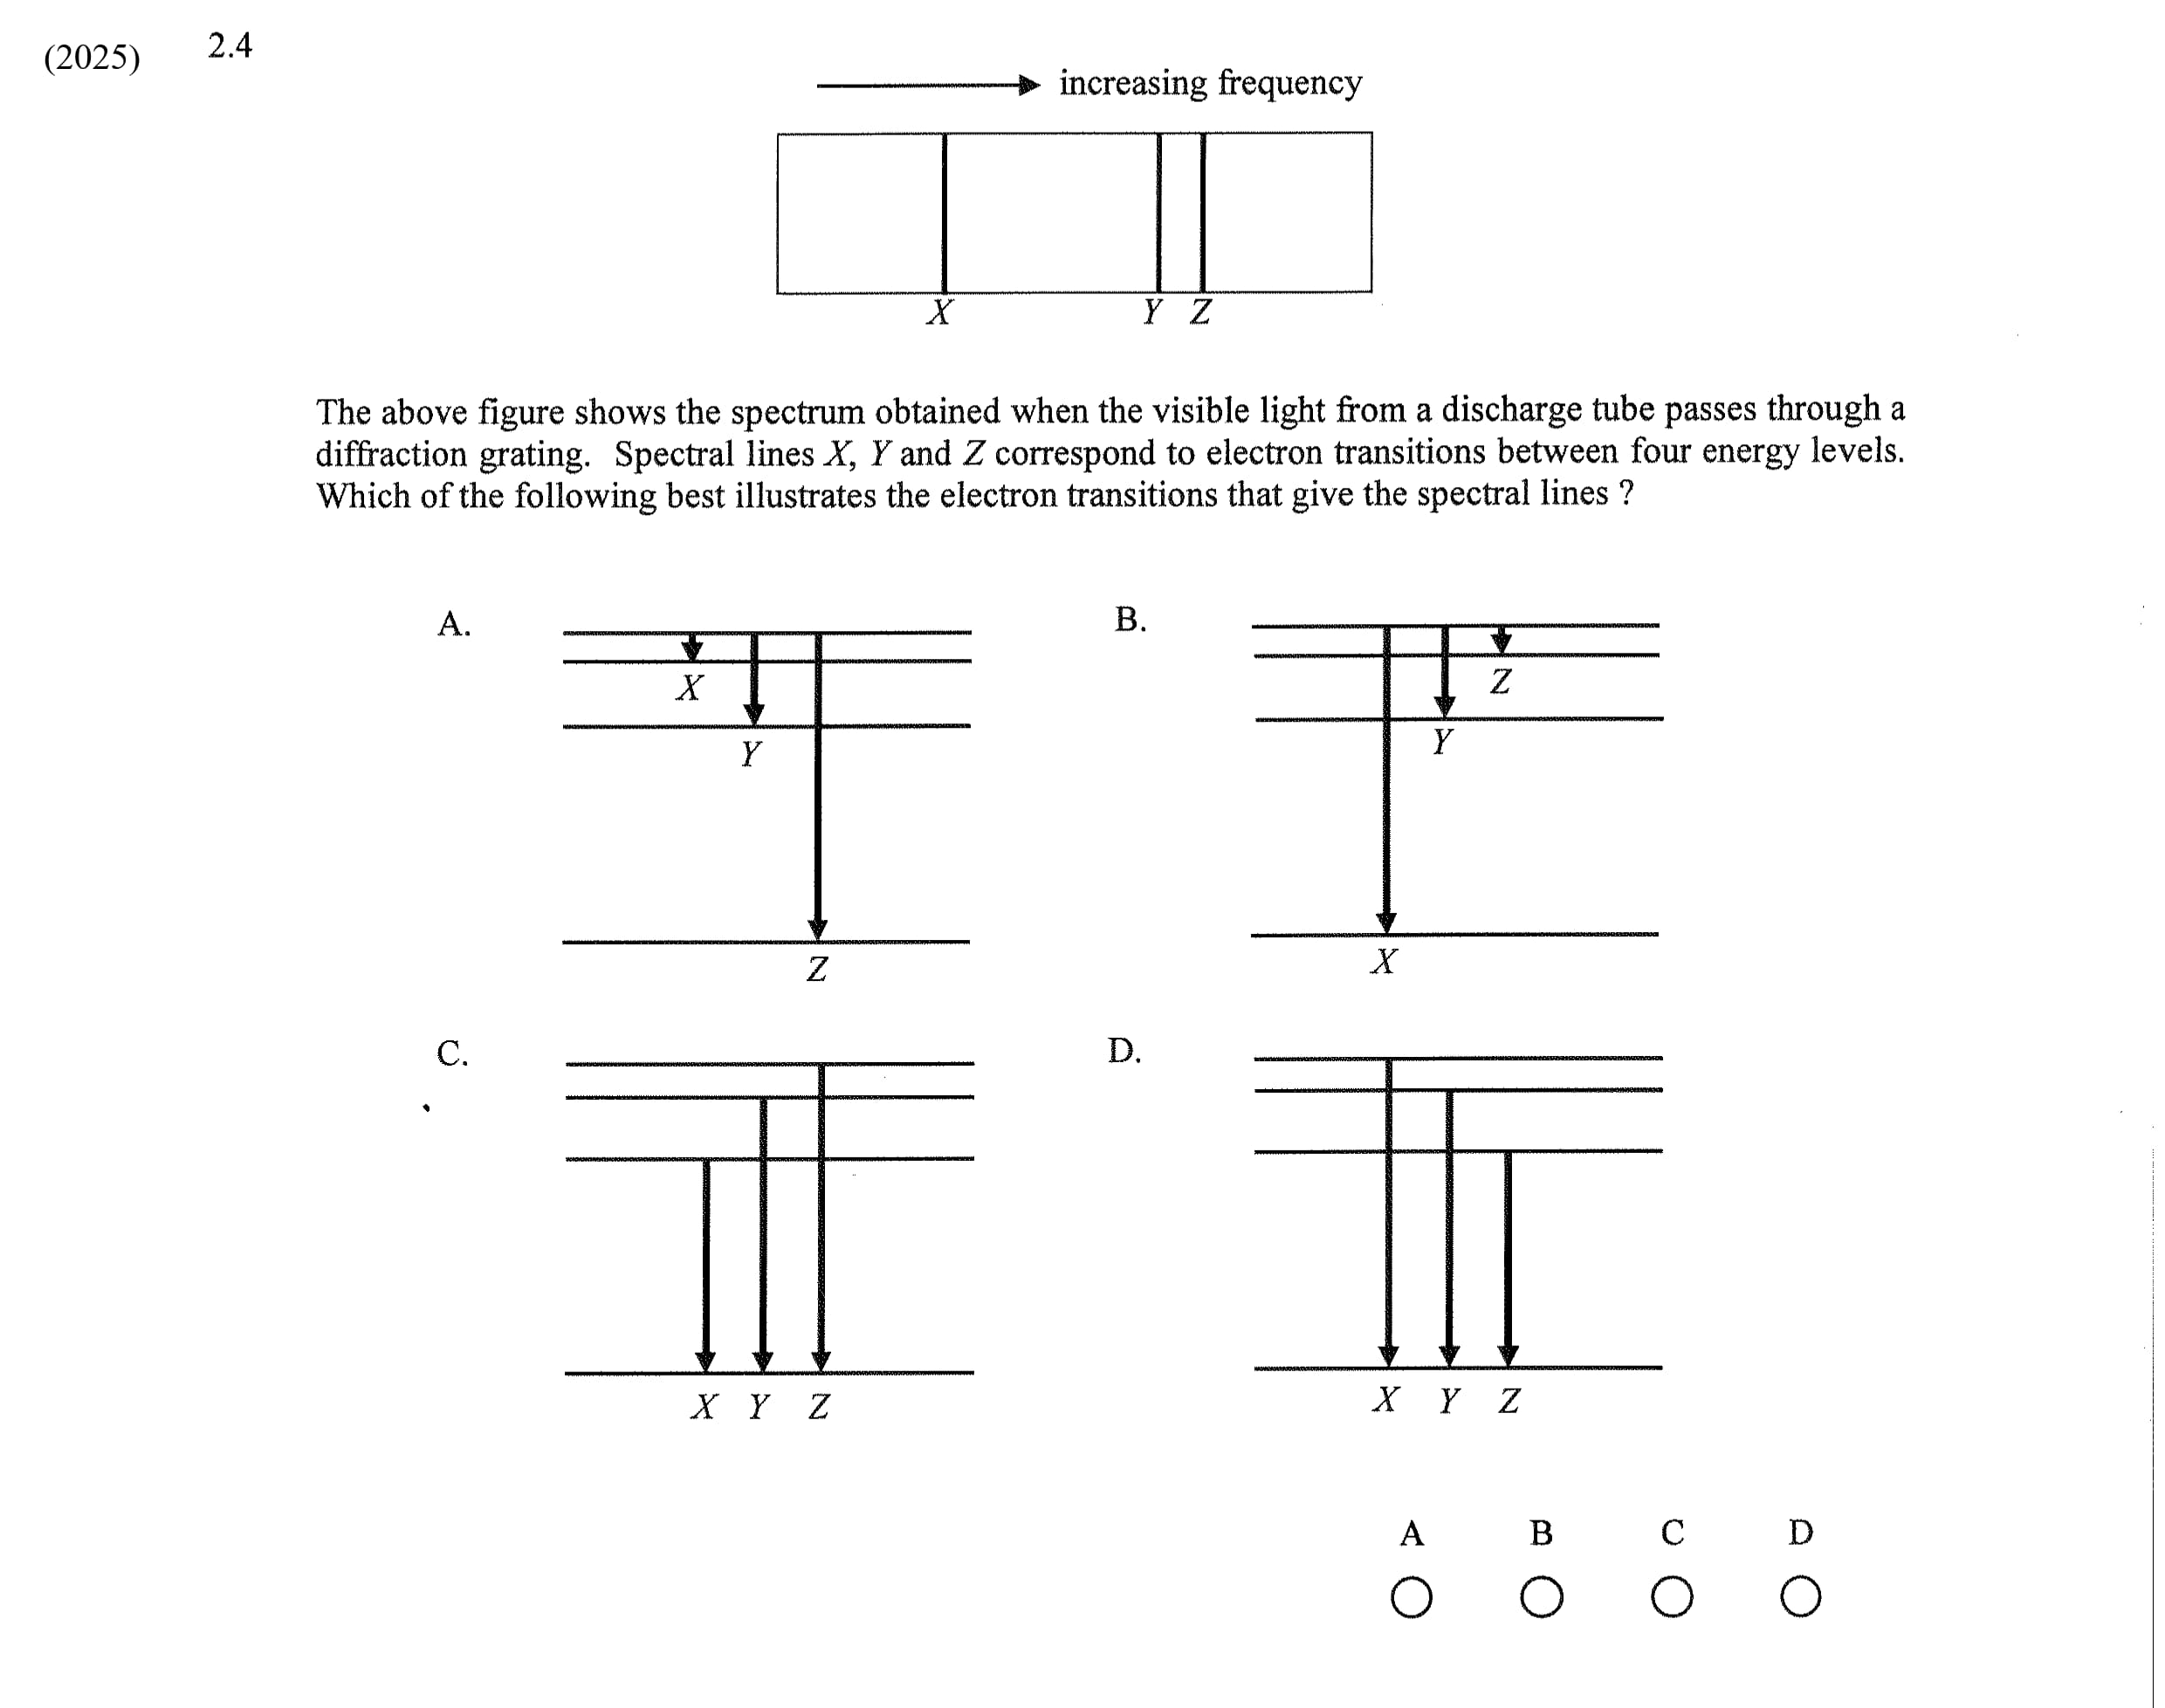 (2025) 2.4
increasing frequency
X Y Z
The above figure shows the spectrum obtained when the visible light from a discharge tube passes through a
diffraction grating. Spectral lines X, Y and Z correspond to electron transitions between four energy levels.
Which of the following best illustrates the electron transitions that give the spectral lines ?
A.
X
Y
Z
B.
Z
Y
X
C.
X Y Z
D.
X Y Z
A B C D